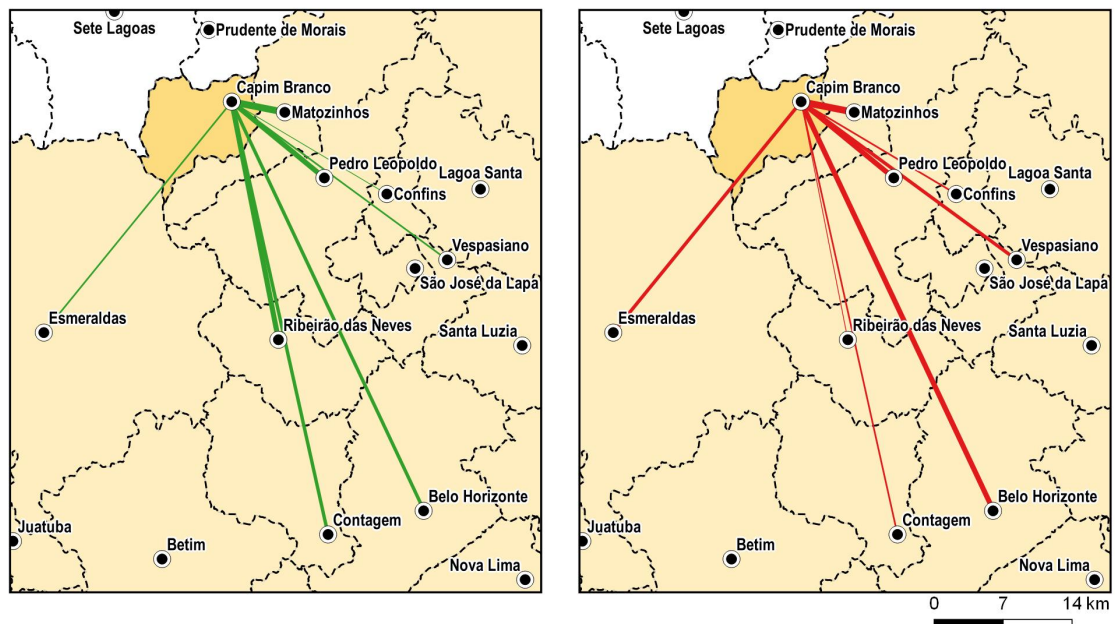 Sete Lagoas
Prudente de Morais
Capim Branco
Matozinhos
Pedro Leopoldo
Lagoa Santa
Confins
Vespasiano
São José da Lapa
Esmeraldas
Ribeirão das Neves
Santa Luzia
Belo Horizonte
Contagem
Juatuba
Betim
Nova Lima
Sete Lagoas
Prudente de Morais
Capim Branco
Matozinhos
Pedro Leopoldo
Lagoa Santa
Confins
Vespasiano
São José da Lapa
Esmeraldas
Ribeirão das Neves
Santa Luzia
Belo Horizonte
Contagem
Juatuba
Betim
Nova Lima
0 7 14 km